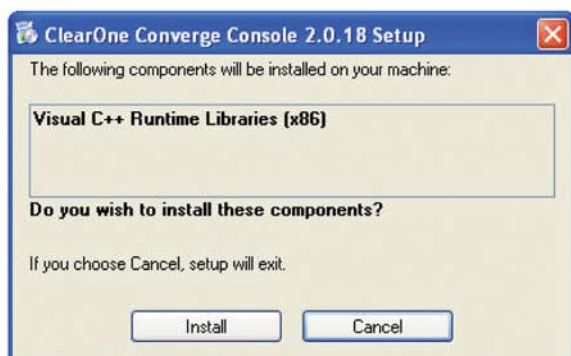 ClearOne Converge Console 2.0.18 Setup
The following components will be installed on your machine:
Visual C++ Runtime Libraries (x86)
Do you wish to install these components?
If you choose Cancel, setup will exit.
Install
Cancel